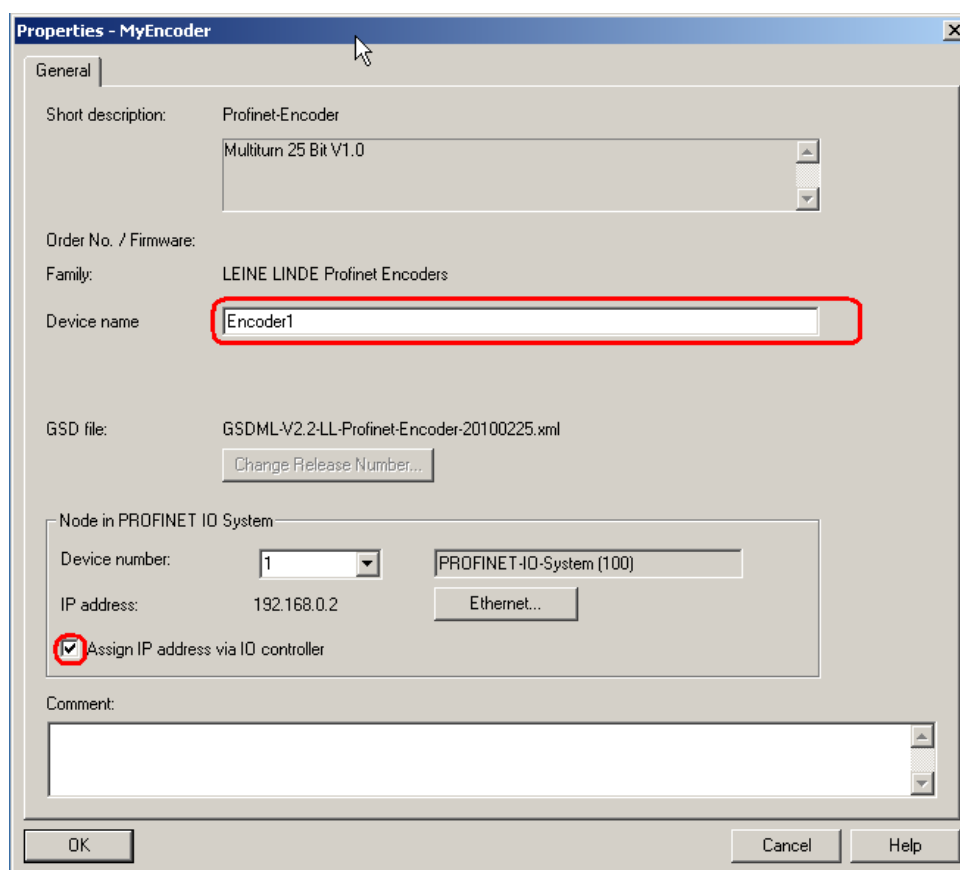 Properties - MyEncoder
General
Short description: Profinet-Encoder
Multiturn 25 Bit V1.0
Order No. / Firmware:
Family: LEINE LINDE Profinet Encoders
Device name Encoder1
GSD file: GSDML-V2.2-LL-Profinet-Encoder-20100225.xml
Change Release Number...
Node in PROFINET IO System
Device number: 1 PROFINET-IO-System (100)
IP address: 192.168.0.2 Ethernet...
Assign IP address via IO controller
Comment:
OK Cancel Help